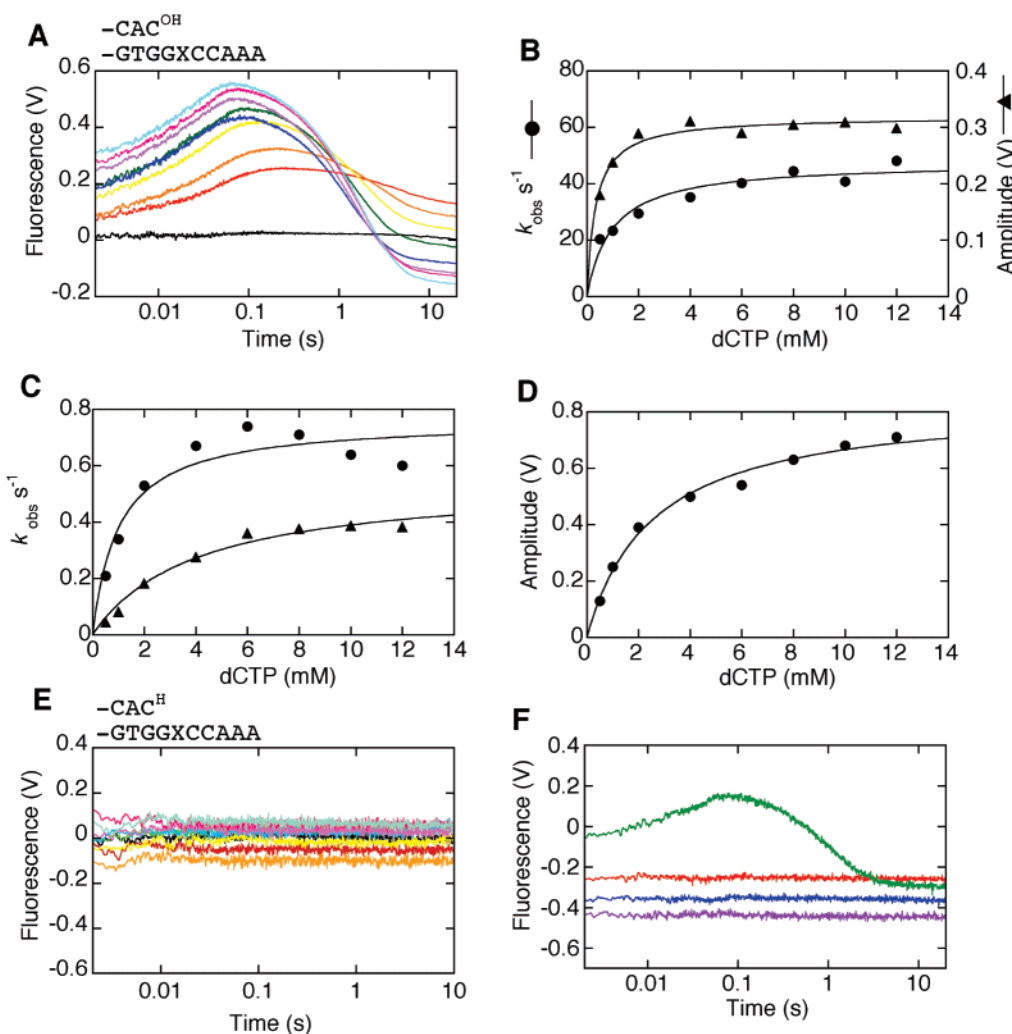 A
–CAC^OH
–GTGGXCCAAA
0.6
0.4
0.2
0
-0.2
Fluorescence (V)
0.01 0.1 1 10
Time (s)
B
80
60
40
20
0
k_obs s^-1
0.4
0.3
0.2
0.1
0
Amplitude (V)
0 2 4 6 8 10 12 14
dCTP (mM)
C
0.8
0.6
0.4
0.2
0
k_obs s^-1
0 2 4 6 8 10 12 14
dCTP (mM)
D
0.8
0.6
0.4
0.2
0
Amplitude (V)
0 2 4 6 8 10 12 14
dCTP (mM)
E
–CAC^H
–GTGGXCCAAA
0.4
0.2
0
-0.2
-0.4
-0.6
Fluorescence (V)
0.01 0.1 1 10
Time (s)
F
0.4
0.2
0
-0.2
-0.4
-0.6
Fluorescence (V)
0.01 0.1 1 10
Time (s)